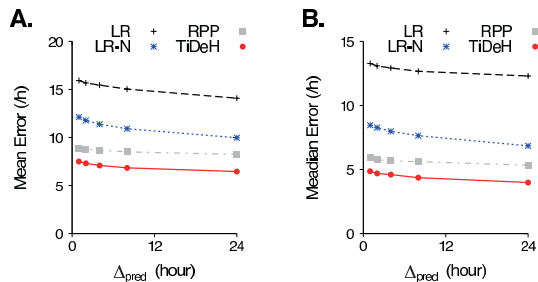 A.
LR RPP
LR-N TiDeH
20
15
10
5
0
Mean Error (/h)
0 12 24
Δpred (hour)
B.
LR RPP
LR-N TiDeH
15
10
5
0
Meadian Error (/h)
0 12 24
Δpred (hour)